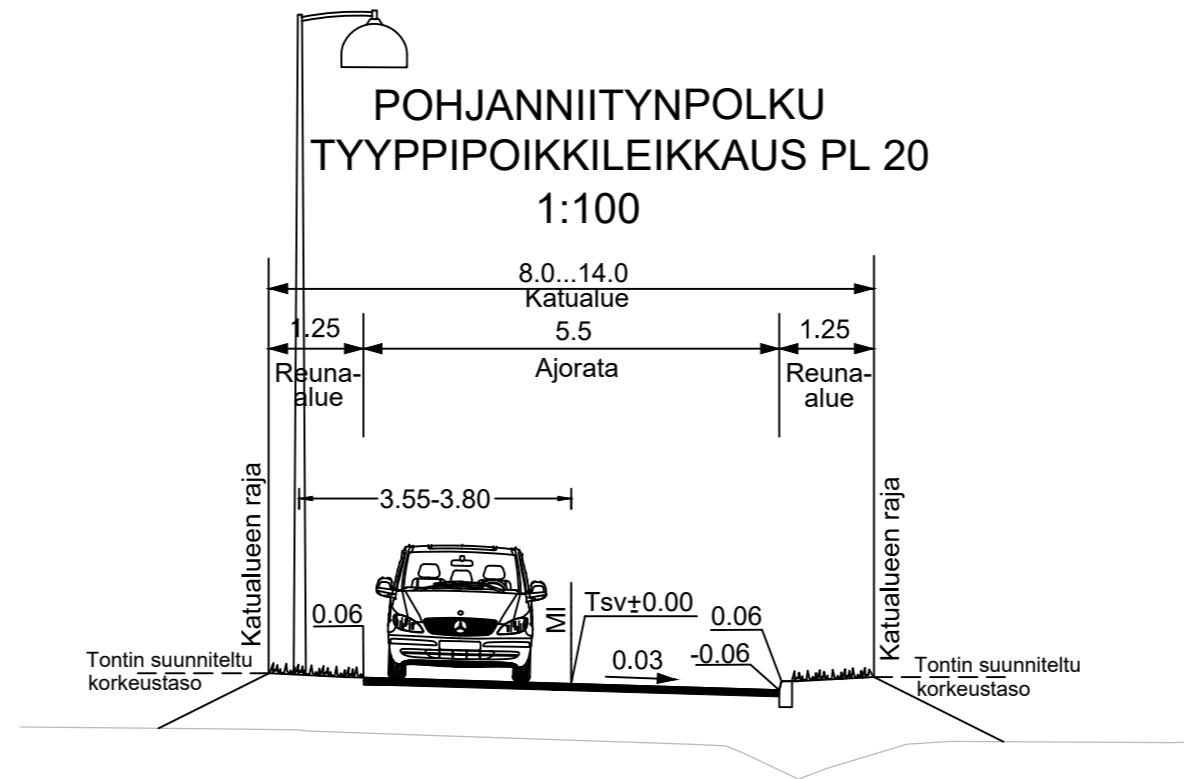 POHJANNIITYNPOLKU
TYYPPIPOIKKILEIKKAUS PL 20
1:100
8.0...14.0
Katualue
1.25
5.5
1.25
Reuna-
alue
Ajorata
Reuna-
alue
Katualueen raja
3.55-3.80
Katualueen raja
0.06
MI
Tsv±0.00
0.06
0.03
-0.06
Tontin suunniteltu
korkeustaso
Tontin suunniteltu
korkeustaso